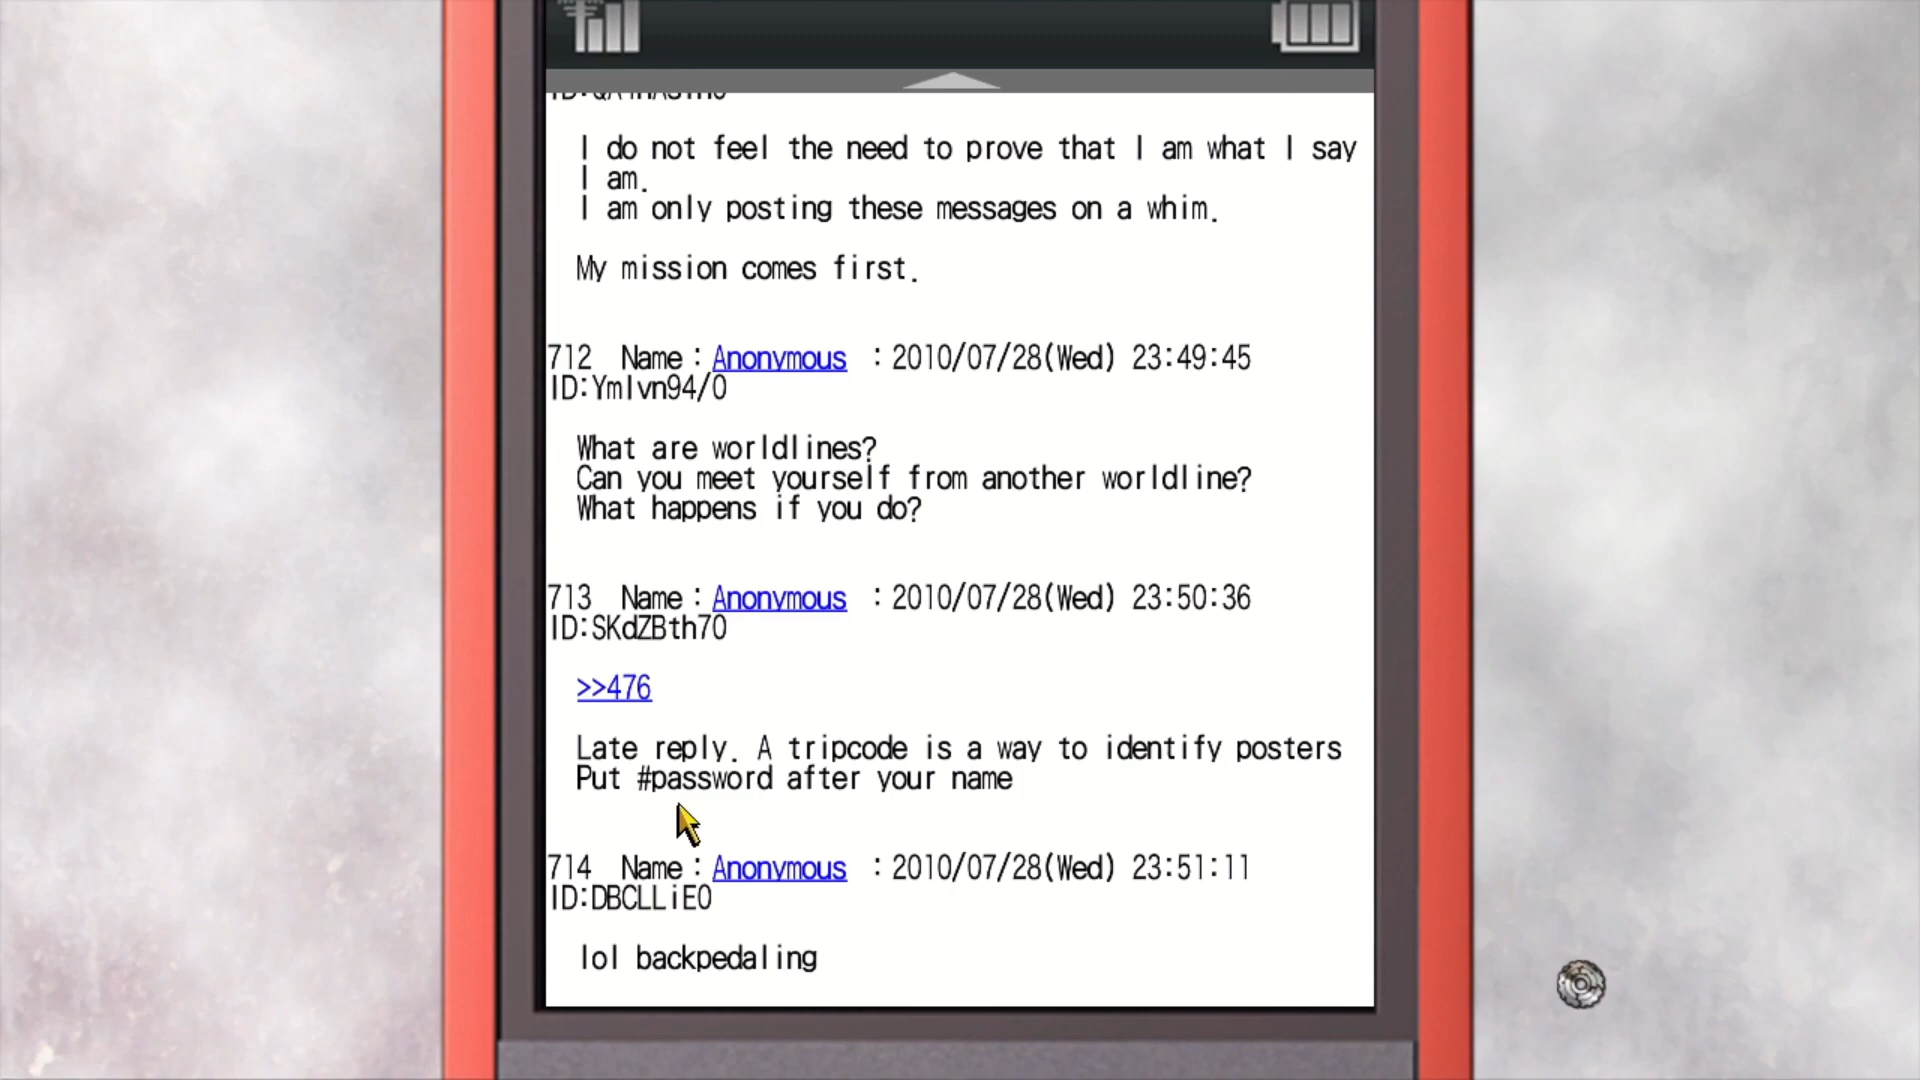 I do not feel the need to prove that I am what I say
I am.
I am only posting these messages on a whim.
My mission comes first.
712 Name：Anonymous ：2010/07/28(Wed) 23:49:45
ID:YmIvn94/0
What are worldlines?
Can you meet yourself from another worldline?
What happens if you do?
713 Name：Anonymous ：2010/07/28(Wed) 23:50:36
ID:SKdZBth70
>>476
Late reply. A tripcode is a way to identify posters
Put #password after your name
714 Name：Anonymous ：2010/07/28(Wed) 23:51:11
ID:DBCLLiE0
lol backpedaling